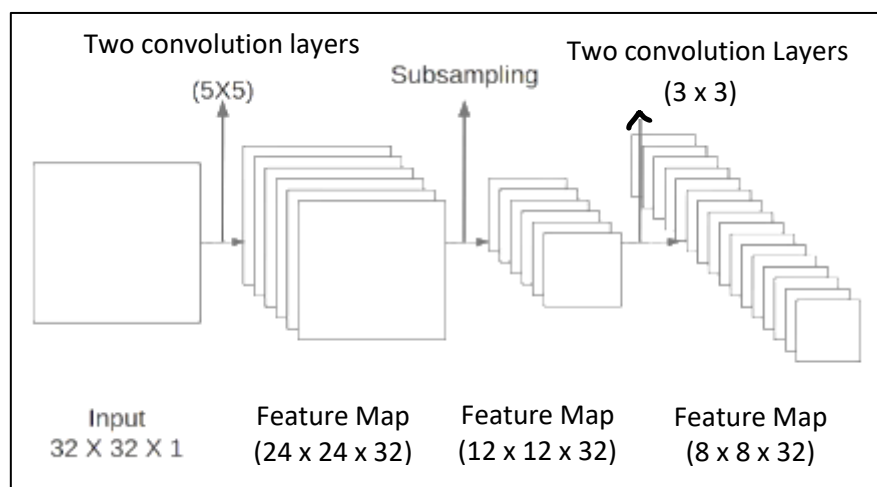 Two convolution layers
(5X5)
Subsampling
Two convolution Layers
(3 x 3)
Input
32 X 32 X 1
Feature Map
(24 x 24 x 32)
Feature Map
(12 x 12 x 32)
Feature Map
(8 x 8 x 32)